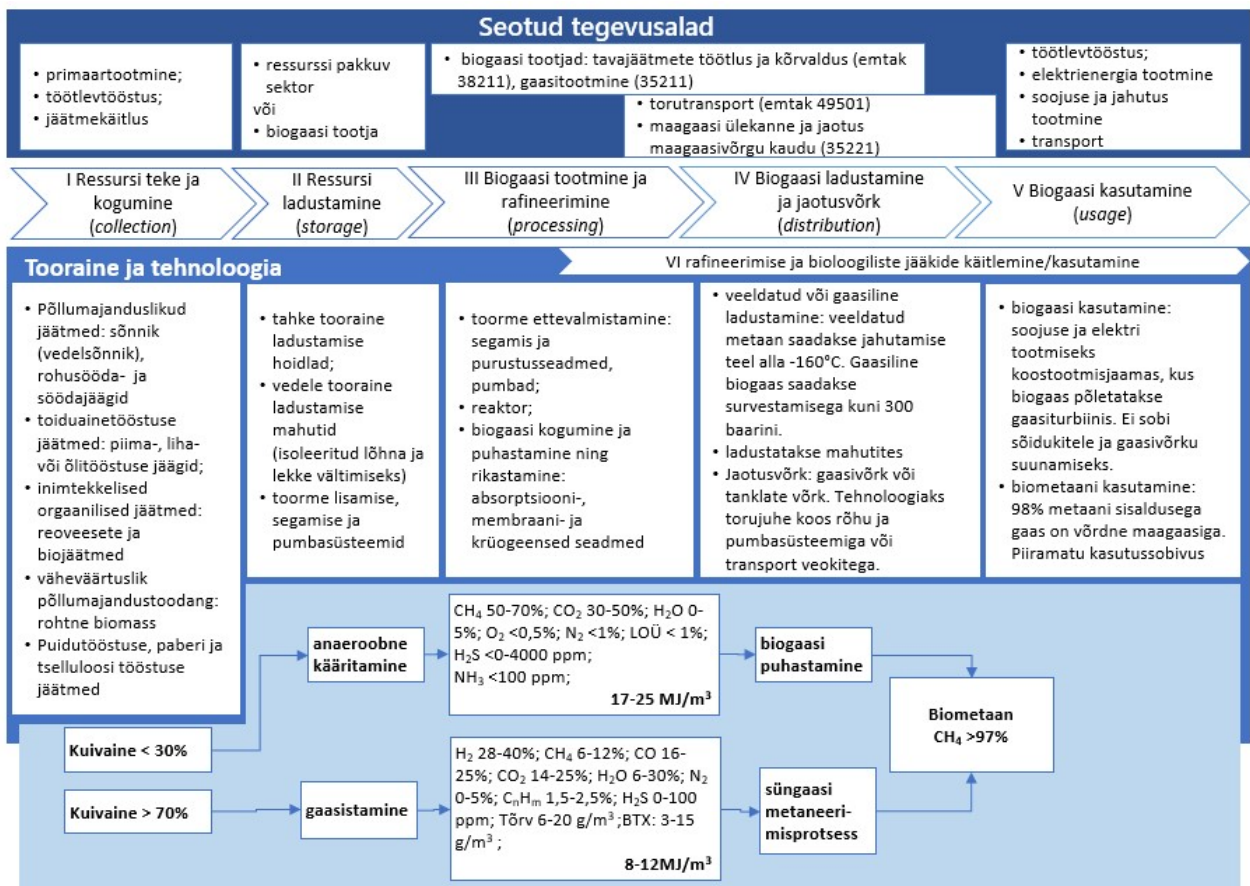 Seotud tegevusalad
• primaartootmine;
• töötlevtööstus;
• jäätmekäitlus
• ressurssi pakkuv
sektor
või
• biogaasi tootja
• biogaasi tootjad: tavajäätmete töötlus ja kõrvaldus (emtak
38211), gaasitootmine (35211)
• torutransport (emtak 49501)
• maagaasi ülekanne ja jaotus
maagaasivõrgu kaudu (35221)
• töötlevtööstus;
• elektrienergia tootmine
• soojuse ja jahutus
tootmine
• transport
I Ressursi teke ja
kogumine
(collection)
II Ressursi
ladustamine
(storage)
III Biogaasi tootmine ja
rafineerimine
(processing)
IV Biogaasi ladustamine
ja jaotusvõrk
(distribution)
V Biogaasi kasutamine
(usage)
Tooraine ja tehnoloogia
VI rafineerimise ja bioloogiliste jääkide käitlemine/kasutamine
• Põllumajanduslikud
jäätmed: sõnnik
(vedelsõnnik),
rohusööda- ja
söödajäägid
• toiduainetööstuse
jäätmed: piima-, liha-
või õlitööstuse jäägid;
• inimtekkelised
orgaanilised jäätmed:
reoveesete ja
biojäätmed
• väheväärtuslik
põllumajandustoodang:
rohtne biomass
• Puidutööstuse, paberi ja
tselluloosi tööstuse
jäätmed
• tahke tooraine
ladustamise
hoidlad;
• vedele tooraine
ladustamise
mahutid
(isoleeritud lõhna ja
lekke vältimiseks)
• toorme lisamise,
segamise ja
pumbasüsteemid
• toorme ettevalmistamine:
segamis ja
purustusseadmed,
pumbad;
• reaktor;
• biogaasi kogumine ja
puhastamine ning
rikastamine:
absorptsiooni-,
membraani- ja
krüogeensed seadmed
• veeldatud või gaasiline
ladustamine: veeldatud
metaan saadakse jahutamise
teel alla -160°C. Gaasiline
biogaas saadakse
survestamisega kuni 300
baarini.
• ladustatakse mahutites
• Jaotusvõrk: gaasivõrk või
tanklate võrk. Tehnoloogiaks
torujuhe koos rõhu ja
pumbasüsteemiga või
transport veokitega.
• biogaasi kasutamine:
soojuse ja elektri
tootmiseks
koostootmisjaamas, kus
biogaas põletatakse
gaasiturbiinis. Ei sobi
sõidukitele ja gaasivõrku
suunamiseks.
• biometaani kasutamine:
98% metaani sisaldusega
gaas on võrdne maagaasiga.
Piiramatu kasutussobivus
Kuivaine < 30%
anaeroobne
kääritamine
CH₄ 50-70%; CO₂ 30-50%; H₂O 0-
5%; O₂ <0,5%; N₂ <1%; LOÜ < 1%;
H₂S <0-4000 ppm;
NH₃ <100 ppm;
17-25 MJ/m³
biogaasi
puhastamine
Biometaan
CH₄ >97%
Kuivaine > 70%
gaasistamine
H₂ 28-40%; CH₄ 6-12%; CO 16-
25%; CO₂ 14-25%; H₂O 6-30%; N₂
0-5%; CₙHₘ 1,5-2,5%; H₂S 0-100
ppm; Tõrv 6-20 g/m³ ;BTX: 3-15
g/m³ ;
8-12MJ/m³
süngaasi
metaneeri-
misprotsess